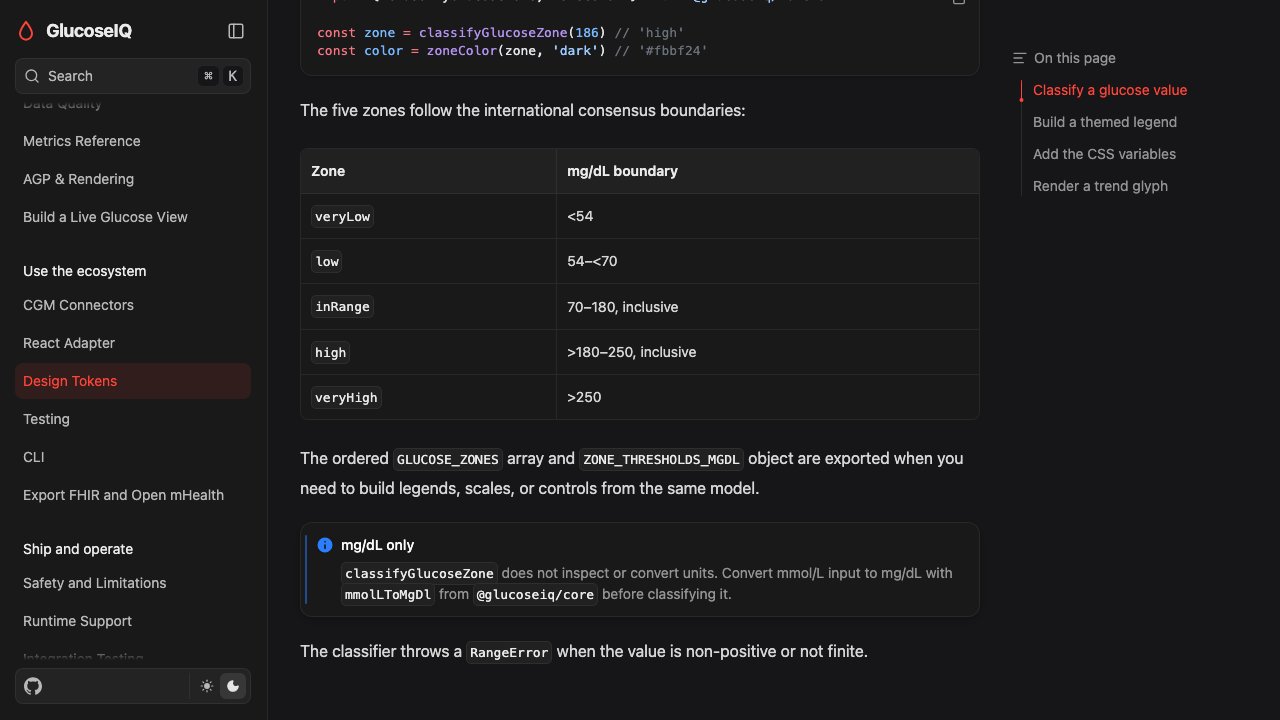 GlucoseIQ
Search ⌘ K
Data Quality
Metrics Reference
AGP & Rendering
Build a Live Glucose View
Use the ecosystem
CGM Connectors
React Adapter
Design Tokens
Testing
CLI
Export FHIR and Open mHealth
Ship and operate
Safety and Limitations
Runtime Support
Integration Testing
const zone = classifyGlucoseZone(186) // 'high'
const color = zoneColor(zone, 'dark') // '#fbbf24'
The five zones follow the international consensus boundaries:
Zone mg/dL boundary
veryLow <54
low 54–<70
inRange 70–180, inclusive
high >180–250, inclusive
veryHigh >250
The ordered GLUCOSE_ZONES array and ZONE_THRESHOLDS_MGDL object are exported when you
need to build legends, scales, or controls from the same model.
mg/dL only
classifyGlucoseZone does not inspect or convert units. Convert mmol/L input to mg/dL with
mmolLToMgDl from @glucoseiq/core before classifying it.
The classifier throws a RangeError when the value is non-positive or not finite.
On this page
Classify a glucose value
Build a themed legend
Add the CSS variables
Render a trend glyph